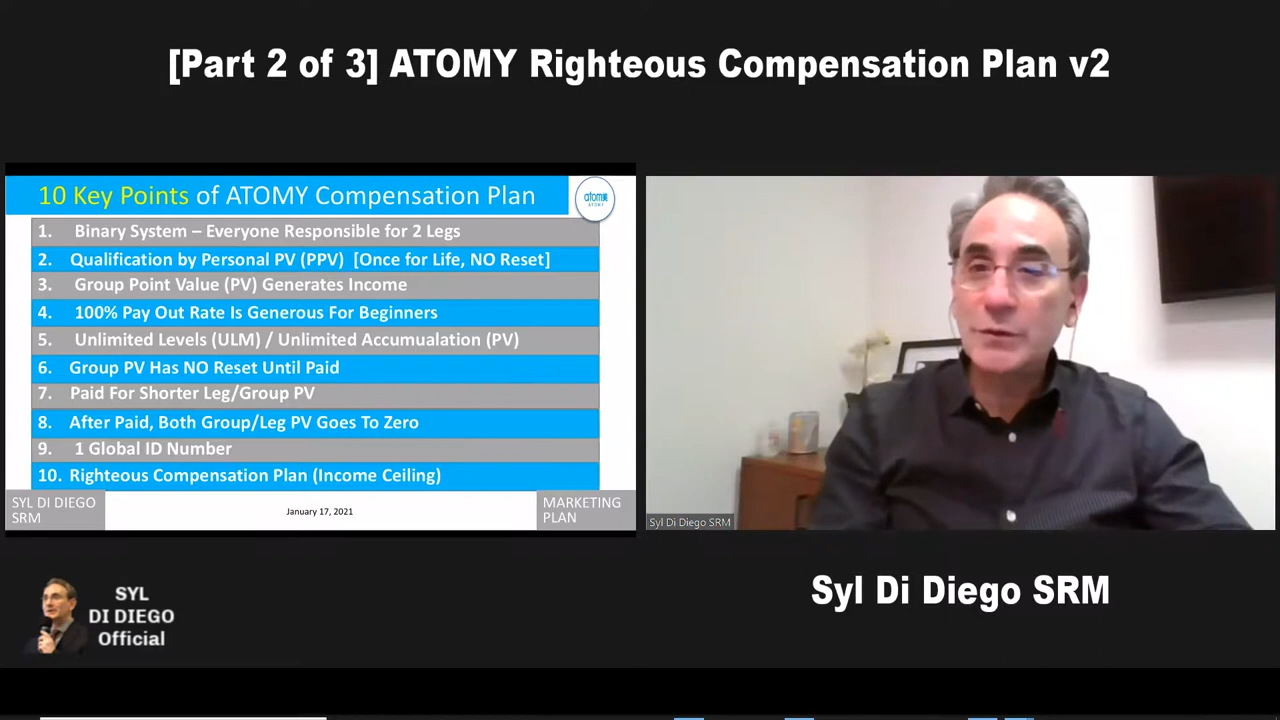 [Part 2 of 3] ATOMY Righteous Compensation Plan v2
10 Key Points of ATOMY Compensation Plan
atomy
ATOMY
1. Binary System – Everyone Responsible for 2 Legs
2. Qualification by Personal PV (PPV) [Once for Life, NO Reset]
3. Group Point Value (PV) Generates Income
4. 100% Pay Out Rate Is Generous For Beginners
5. Unlimited Levels (ULM) / Unlimited Accumualation (PV)
6. Group PV Has NO Reset Until Paid
7. Paid For Shorter Leg/Group PV
8. After Paid, Both Group/Leg PV Goes To Zero
9. 1 Global ID Number
10. Righteous Compensation Plan (Income Ceiling)
SYL DI DIEGO
SRM
January 17, 2021
MARKETING
PLAN
Syl Di Diego SRM
SYL
DI DIEGO
Official
Syl Di Diego SRM